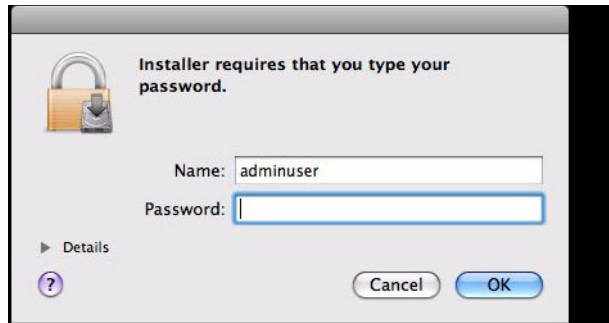 Installer requires that you type your
password.
Name: adminuser
Password:
Details
?
Cancel OK